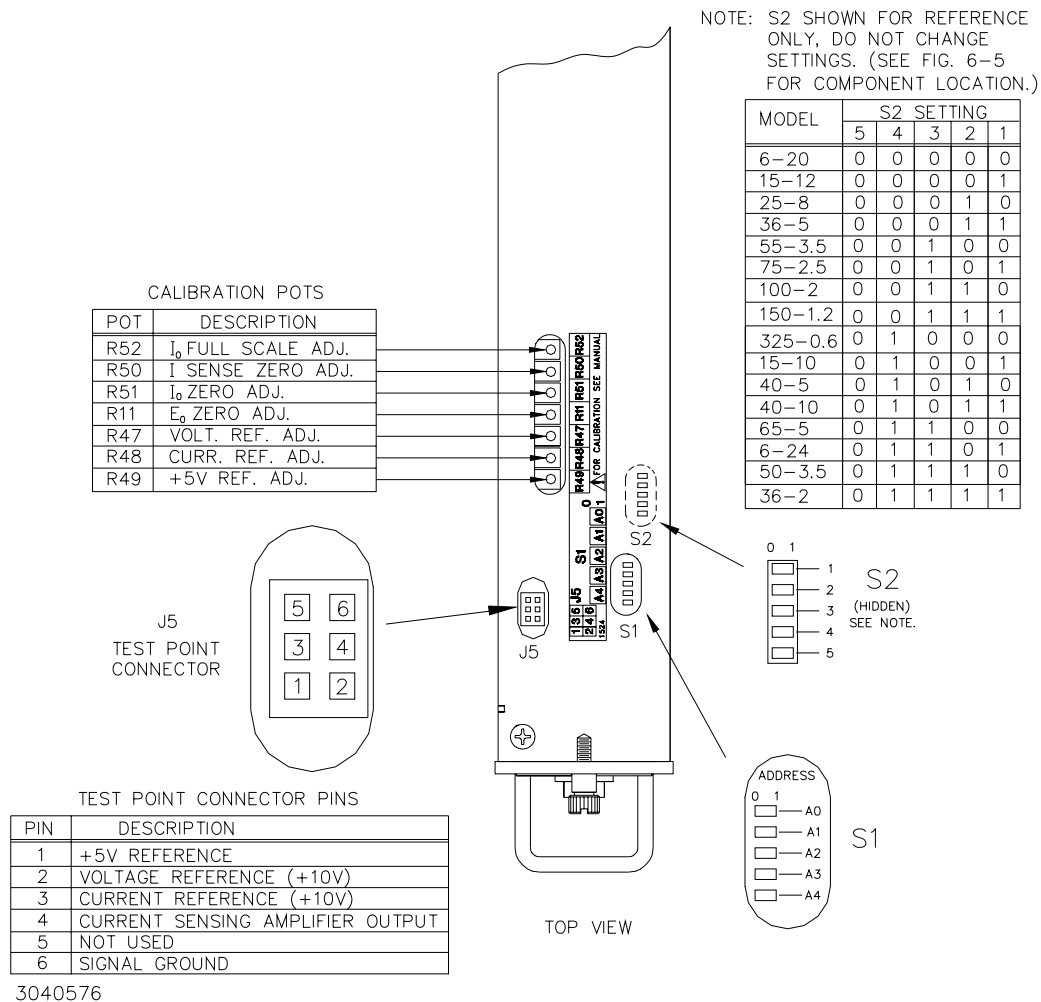 NOTE: S2 SHOWN FOR REFERENCE
ONLY, DO NOT CHANGE
SETTINGS. (SEE FIG. 6-5
FOR COMPONENT LOCATION.)
MODEL S2 SETTING
5 4 3 2 1
6-20 0 0 0 0 0
15-12 0 0 0 0 1
25-8 0 0 0 1 0
36-5 0 0 0 1 1
55-3.5 0 0 1 0 0
75-2.5 0 0 1 0 1
100-2 0 0 1 1 0
150-1.2 0 0 1 1 1
325-0.6 0 1 0 0 0
15-10 0 1 0 0 1
40-5 0 1 0 1 0
40-10 0 1 0 1 1
65-5 0 1 1 0 0
6-24 0 1 1 0 1
50-3.5 0 1 1 1 0
36-2 0 1 1 1 1
CALIBRATION POTS
POT DESCRIPTION
R52 I₀ FULL SCALE ADJ.
R50 I SENSE ZERO ADJ.
R51 I₀ ZERO ADJ.
R11 E₀ ZERO ADJ.
R47 VOLT. REF. ADJ.
R48 CURR. REF. ADJ.
R49 +5V REF. ADJ.
R49 R48 R47 R11 R51 R50 R52
! FOR CALIBRATION SEE MANUAL
0 1
S1
A4 A3 A2 A1 A0
J5
1 3 5
2 4 6
1524
S2
S1
J5
0 1
1
2
3
4
5
S2
(HIDDEN)
SEE NOTE.
J5
TEST POINT
CONNECTOR
5 6
3 4
1 2
ADDRESS
0 1
A0
A1
A2
A3
A4
S1
TOP VIEW
TEST POINT CONNECTOR PINS
PIN DESCRIPTION
1 +5V REFERENCE
2 VOLTAGE REFERENCE (+10V)
3 CURRENT REFERENCE (+10V)
4 CURRENT SENSING AMPLIFIER OUTPUT
5 NOT USED
6 SIGNAL GROUND
3040576